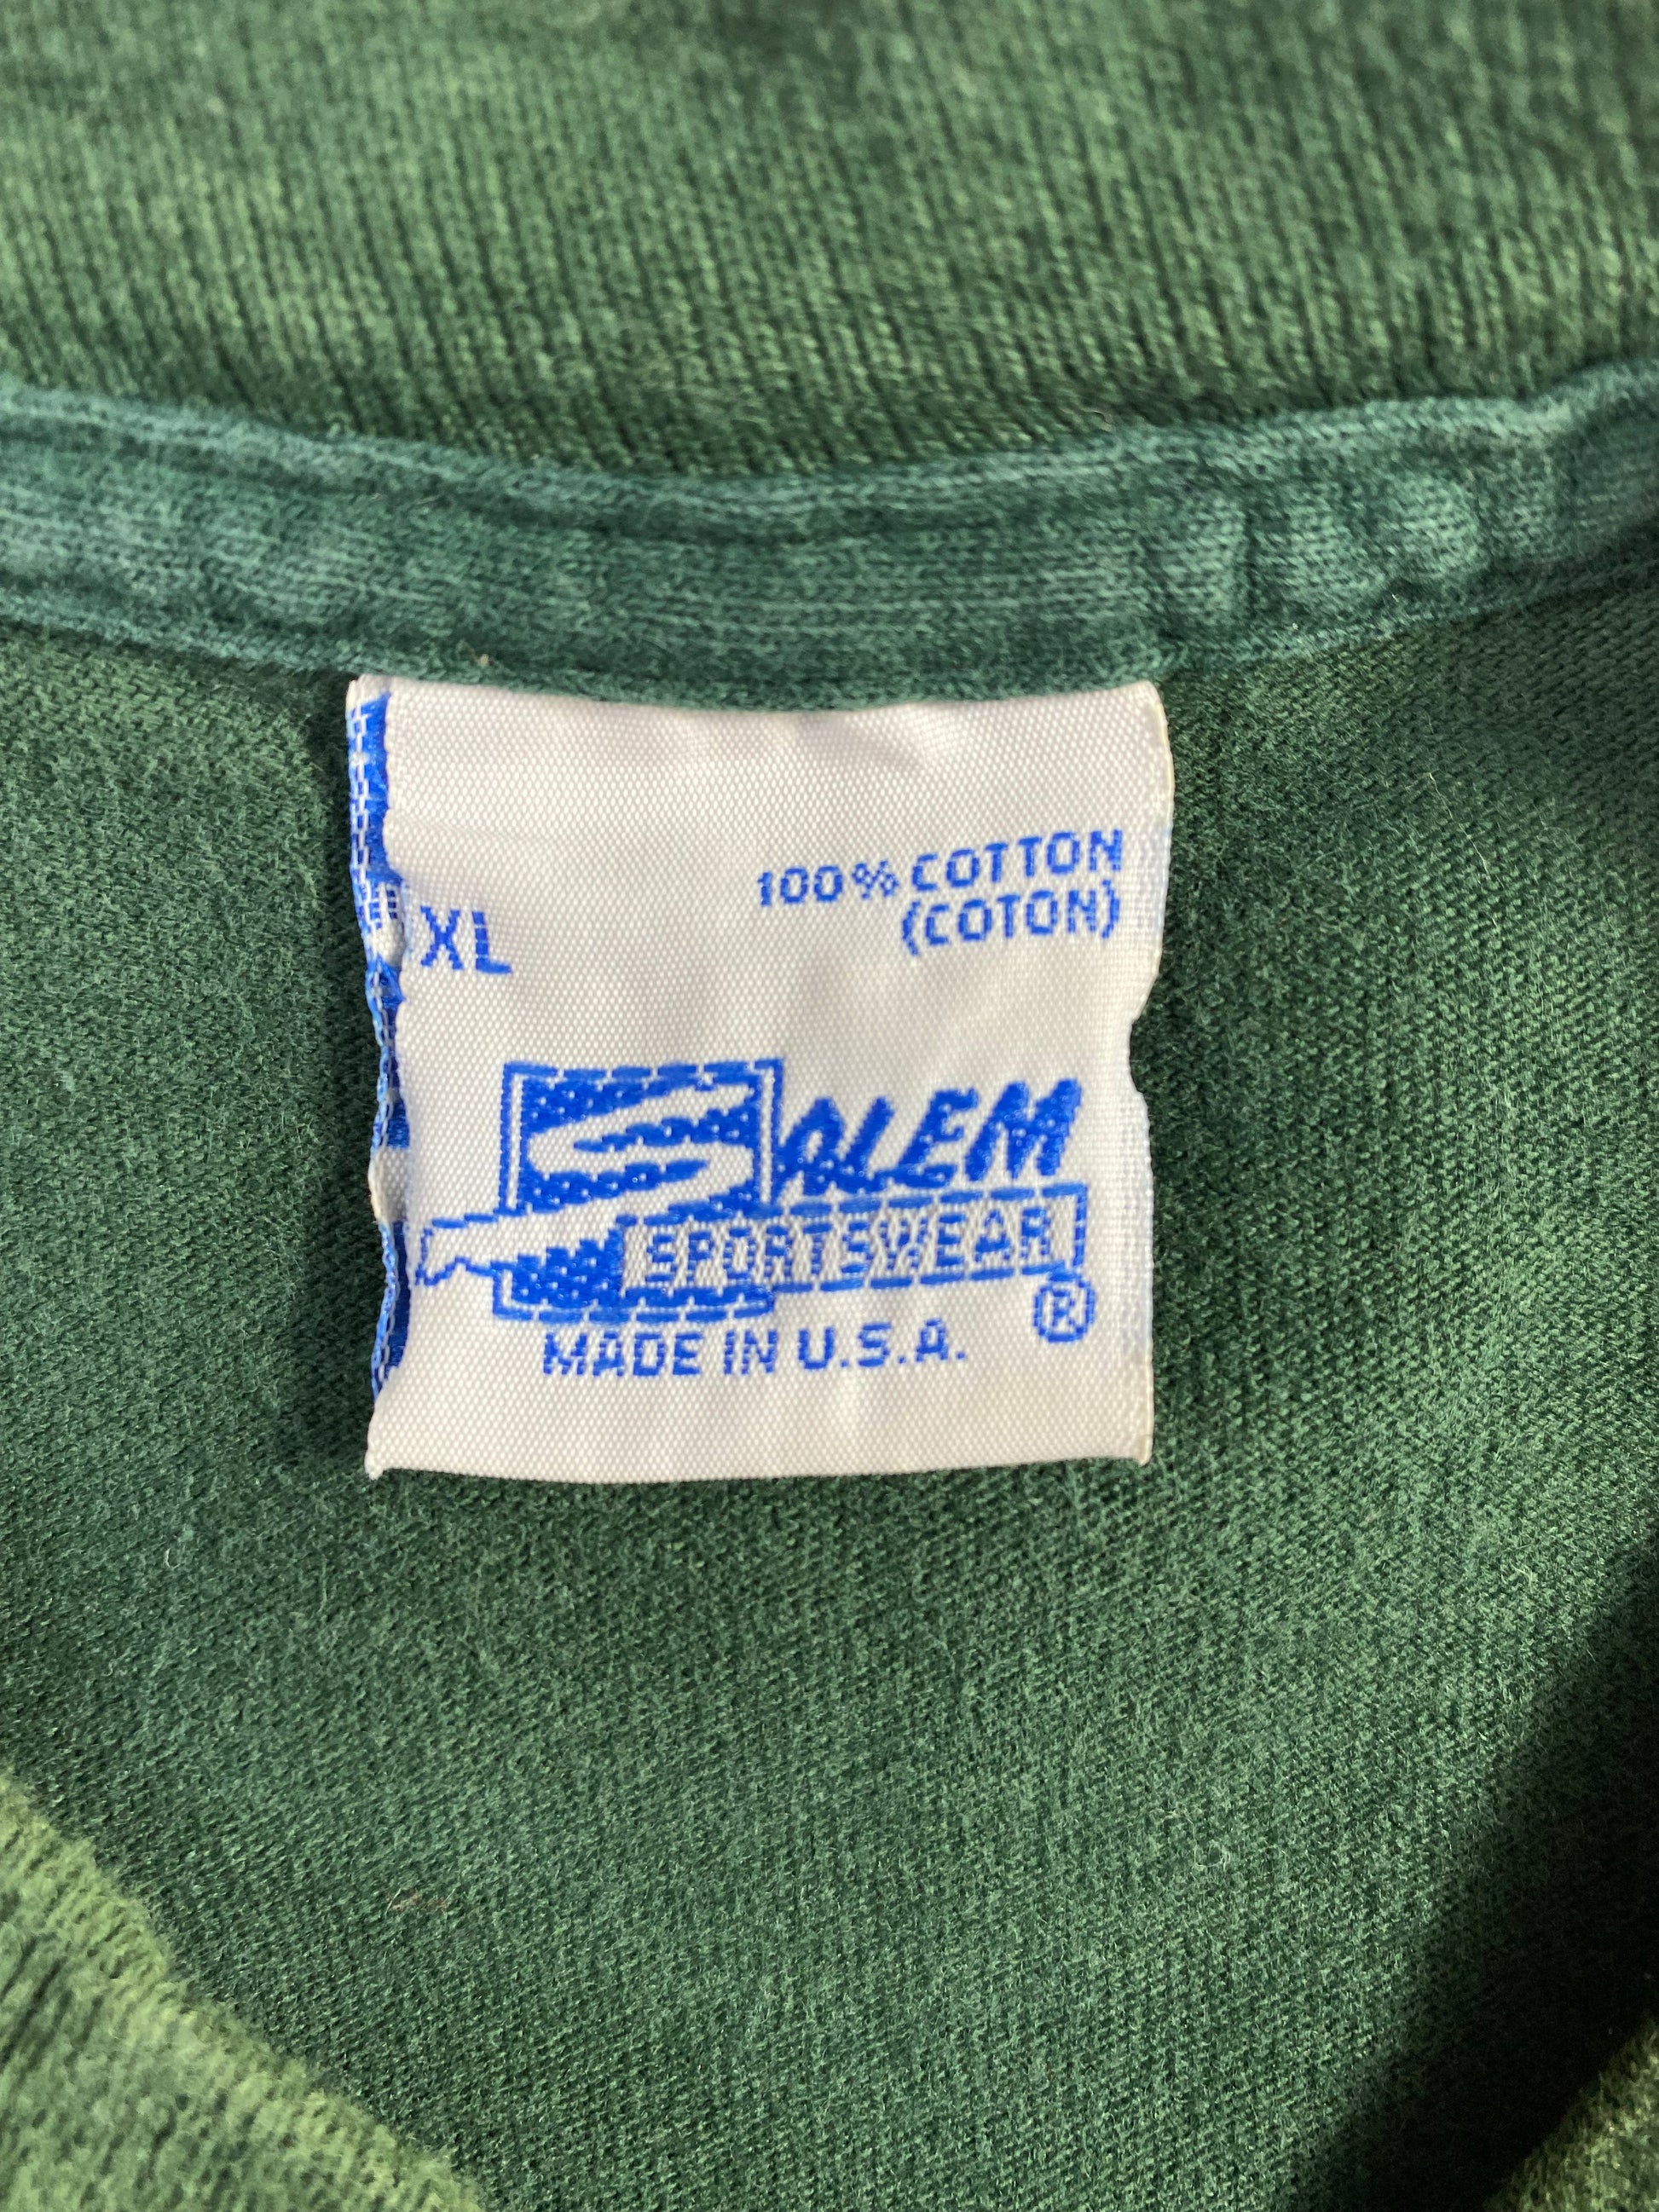 100% COTTON
(COTON)
XL
SALEM
SPORTSWEAR
®
MADE IN U.S.A.